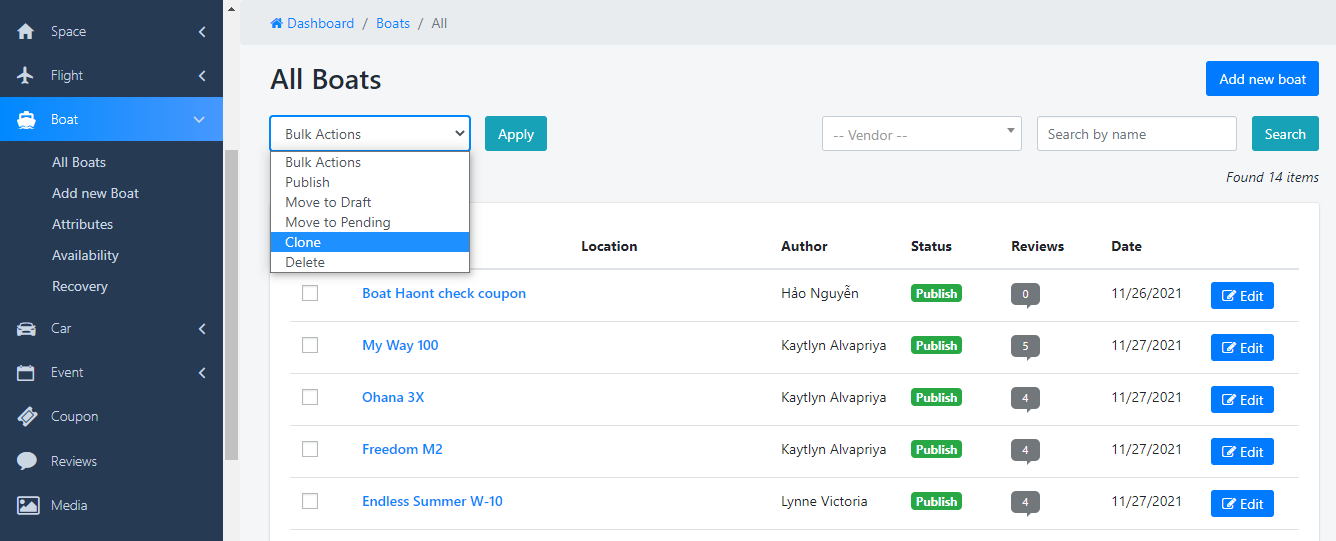 Space
Flight
Boat
All Boats
Add new Boat
Attributes
Availability
Recovery
Car
Event
Coupon
Reviews
Media
Dashboard / Boats / All
All Boats
Add new boat
Bulk Actions
Apply
-- Vendor --
Search by name
Search
Bulk Actions
Publish
Move to Draft
Move to Pending
Clone
Delete
Found 14 items
Location Author Status Reviews Date
Boat Haont check coupon Hảo Nguyễn Publish 0 11/26/2021 Edit
My Way 100 Kaytlyn Alvapriya Publish 5 11/27/2021 Edit
Ohana 3X Kaytlyn Alvapriya Publish 4 11/27/2021 Edit
Freedom M2 Kaytlyn Alvapriya Publish 4 11/27/2021 Edit
Endless Summer W-10 Lynne Victoria Publish 4 11/27/2021 Edit